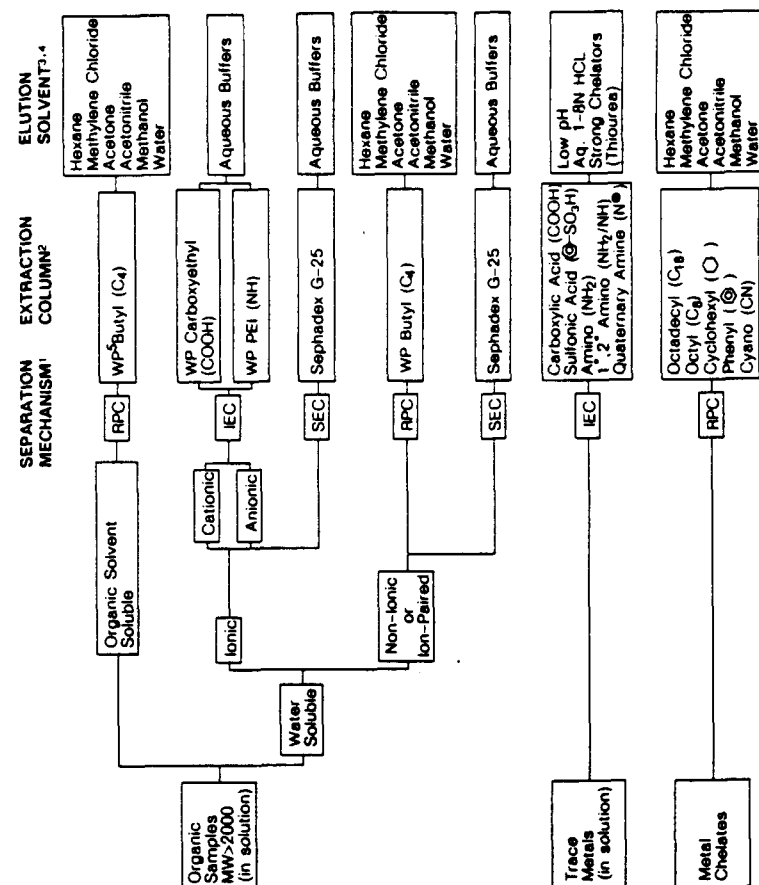 SEPARATION
MECHANISM¹
EXTRACTION
COLUMN²
ELUTION
SOLVENT³·⁴
Organic
Samples
MW>2000
(in solution)
Organic Solvent
Soluble
RPC
WP⁵Butyl (C₄)
Hexane
Methylene Chloride
Acetone
Acetonitrile
Methanol
Water
Water
Soluble
Ionic
Cationic
Anionic
IEC
WP Carboxyethyl
(COOH)
WP PEI (NH)
Aqueous Buffers
SEC
Sephadex G-25
Aqueous Buffers
Non-Ionic
or
Ion-Paired
RPC
WP Butyl (C₄)
Hexane
Methylene Chloride
Acetone
Acetonitrile
Methanol
Water
SEC
Sephadex G-25
Aqueous Buffers
Trace
Metals
(in solution)
IEC
Carboxylic Acid (COOH)
Sulfonic Acid (⌬-SO₃H)
Amino (NH₂)
1°,2° Amino (NH₂/NH)
Quaternary Amine (N⊕)
Low pH
Aq. 1-8N HCL
Strong Chelators
(Thiourea)
Metal
Chelates
RPC
Octadecyl (C₁₈)
Octyl (C₈)
Cyclohexyl (⬡)
Phenyl (⌬)
Cyano (CN)
Hexane
Methylene Chloride
Acetone
Acetonitrile
Methanol
Water